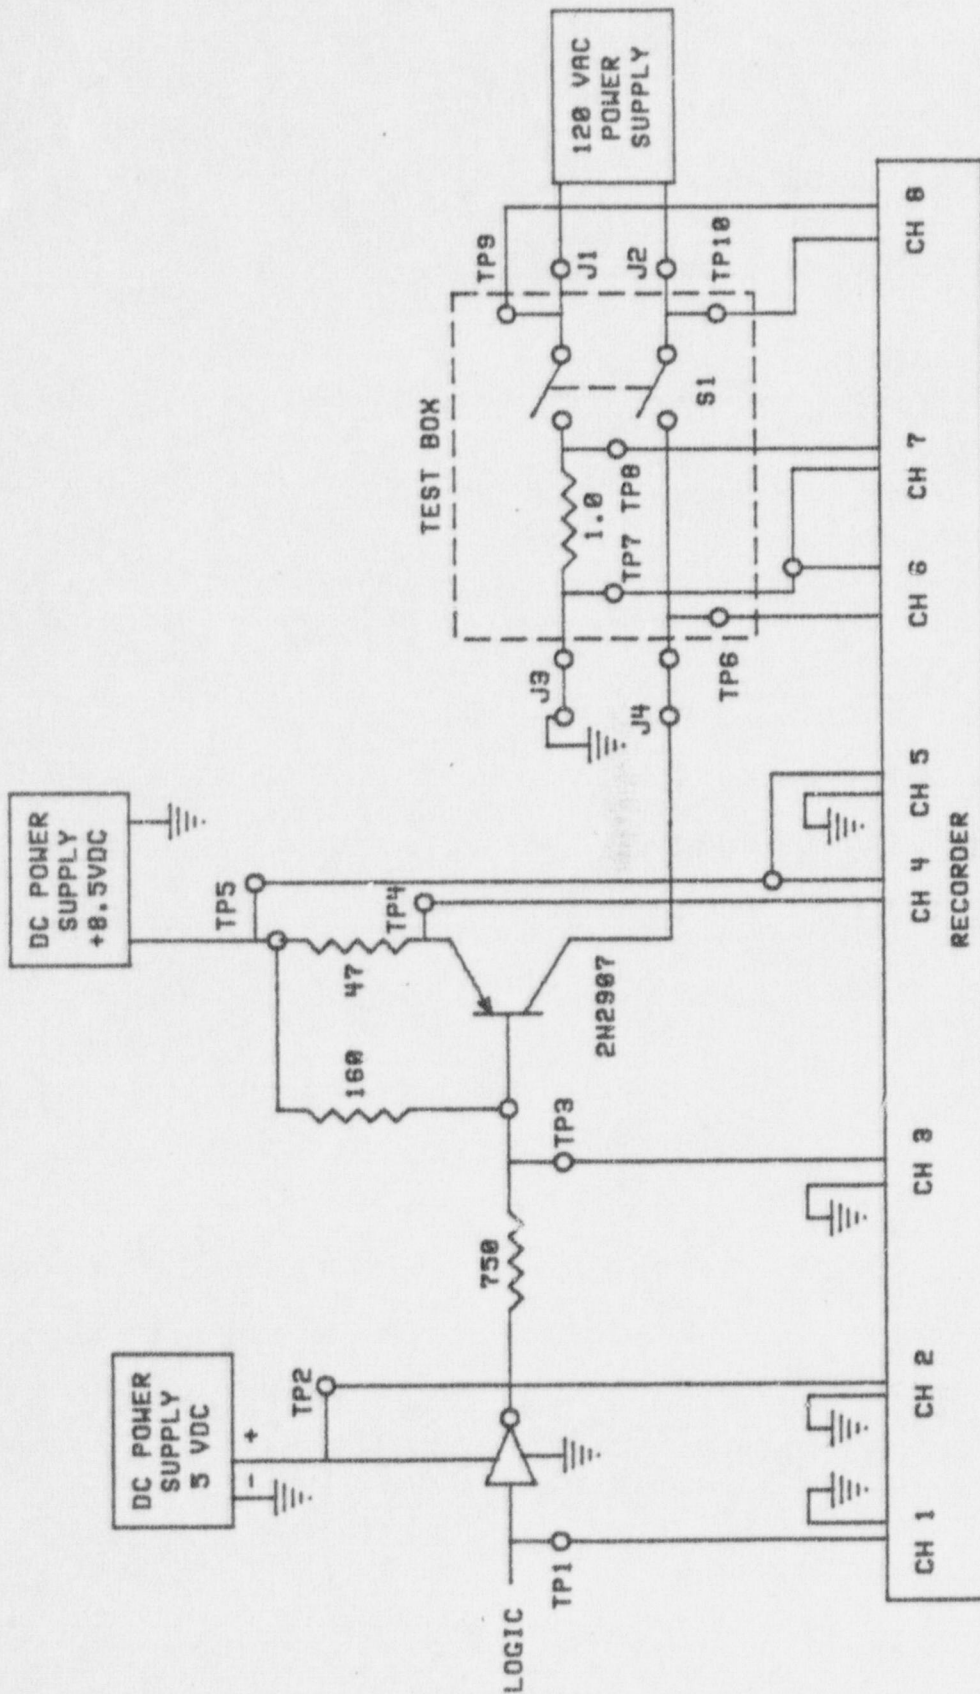 DC POWER
SUPPLY
5 VDC
- +
DC POWER
SUPPLY
+8.5VDC
120 VAC
POWER
SUPPLY
TEST BOX
TP2
TP5
TP9
160
47
TP4
J1
J3
J2
1.0
TP7 TP8
TP10
J4
S1
TP6
750
LOGIC
TP1
TP3
2N2907
CH 1
CH 2
CH 3
CH 4
CH 5
CH 6
CH 7
CH 8
RECORDER